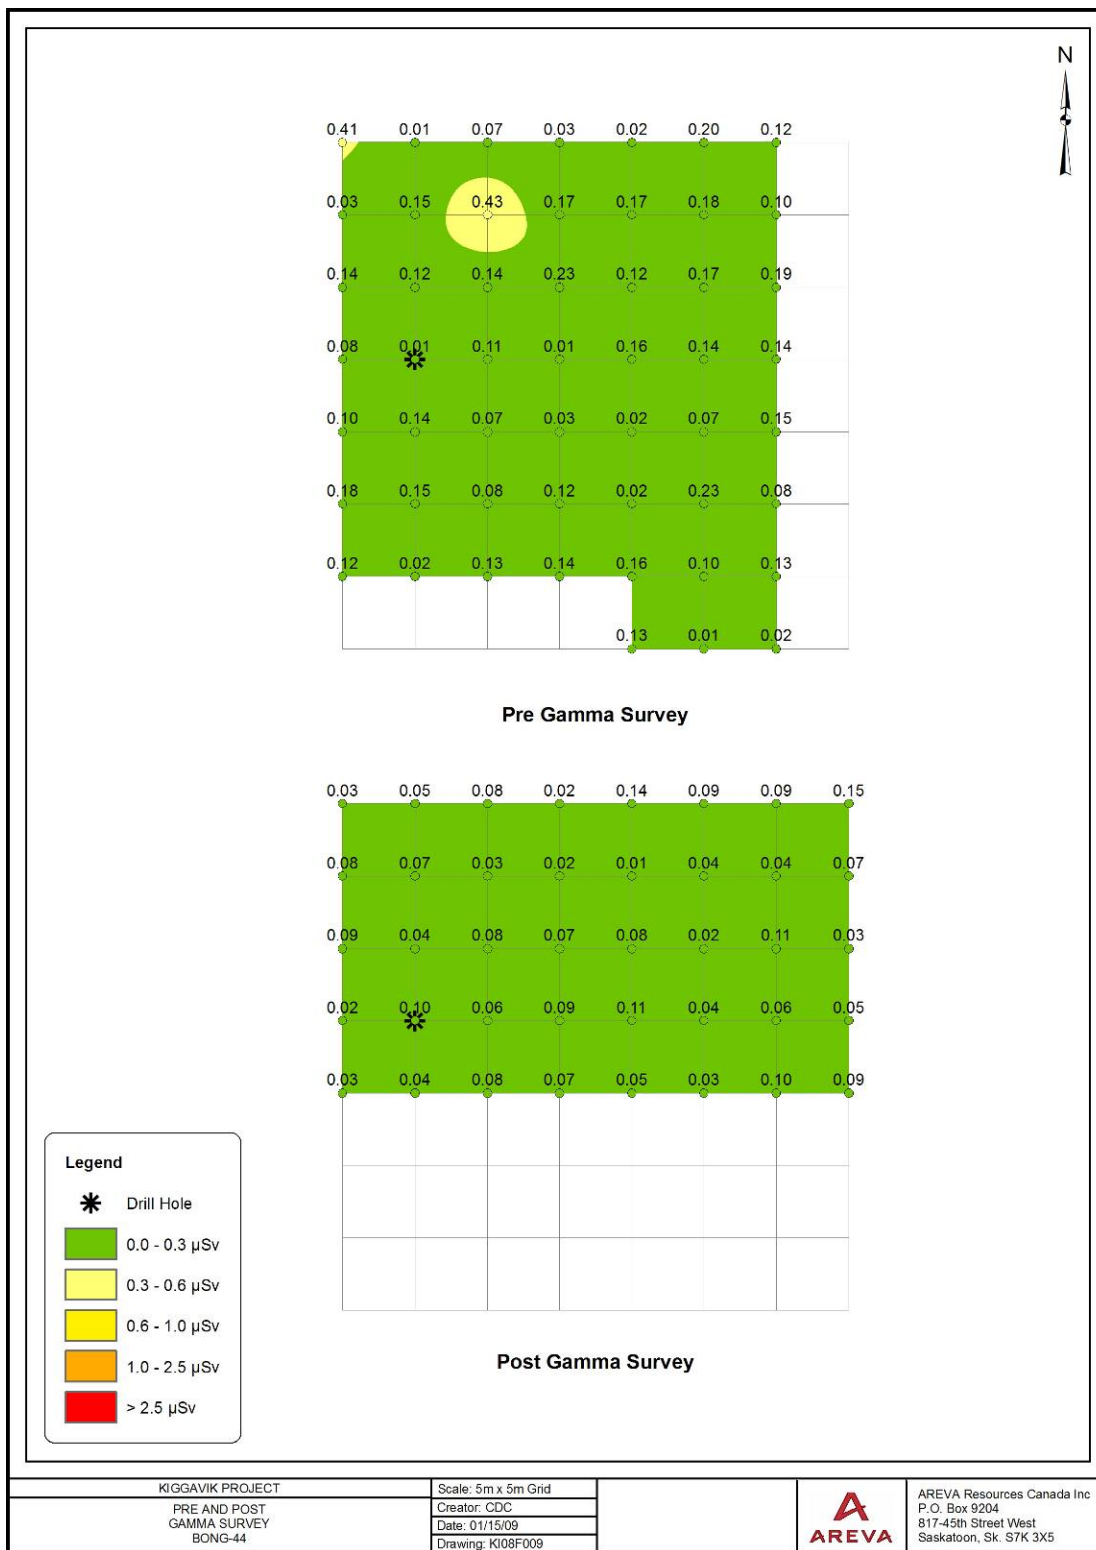 N
0.41 0.01 0.07 0.03 0.02 0.20 0.12
0.03 0.15 0.43 0.17 0.17 0.18 0.10
0.14 0.12 0.14 0.23 0.12 0.17 0.19
0.08 0.01 0.11 0.01 0.16 0.14 0.14
0.10 0.14 0.07 0.03 0.02 0.07 0.15
0.18 0.15 0.08 0.12 0.02 0.23 0.08
0.12 0.02 0.13 0.14 0.16 0.10 0.13
0.13 0.01 0.02
Pre Gamma Survey
0.03 0.05 0.08 0.02 0.14 0.09 0.09 0.15
0.08 0.07 0.03 0.02 0.01 0.04 0.04 0.07
0.09 0.04 0.08 0.07 0.08 0.02 0.11 0.03
0.02 0.10 0.06 0.09 0.11 0.04 0.06 0.05
0.03 0.04 0.08 0.07 0.05 0.03 0.10 0.09
Post Gamma Survey
Legend
Drill Hole
0.0 - 0.3 µSv
0.3 - 0.6 µSv
0.6 - 1.0 µSv
1.0 - 2.5 µSv
> 2.5 µSv
KIGGAVIK PROJECT
PRE AND POST
GAMMA SURVEY
BONG-44
Scale: 5m x 5m Grid
Creator: CDC
Date: 01/15/09
Drawing: KI08F009
AREVA
AREVA Resources Canada Inc
P.O. Box 9204
817-45th Street West
Saskatoon, Sk. S7K 3X5